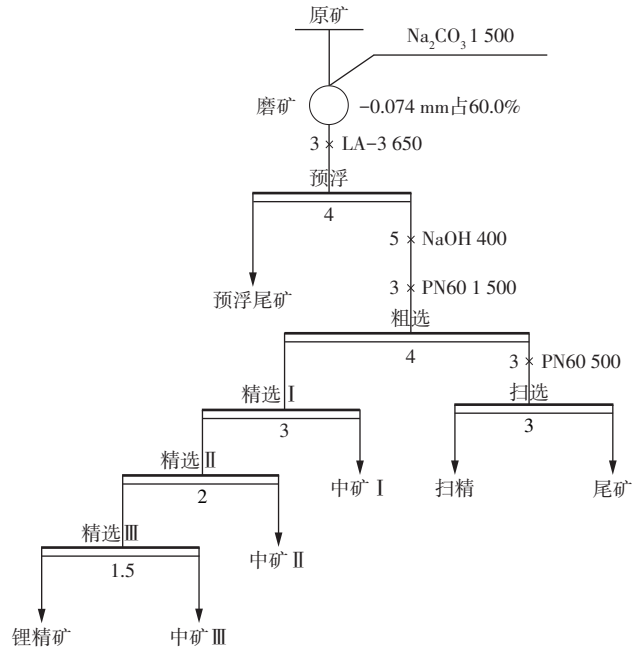 原矿
Na₂CO₃ 1 500
磨矿
-0.074 mm占60.0%
3 × LA-3 650
预浮
4
5 × NaOH 400
预浮尾矿
3 × PN60 1 500
粗选
4
3 × PN60 500
精选Ⅰ
扫选
3
3
精选Ⅱ
中矿Ⅰ
扫精
尾矿
2
精选Ⅲ
中矿Ⅱ
1.5
锂精矿
中矿Ⅲ